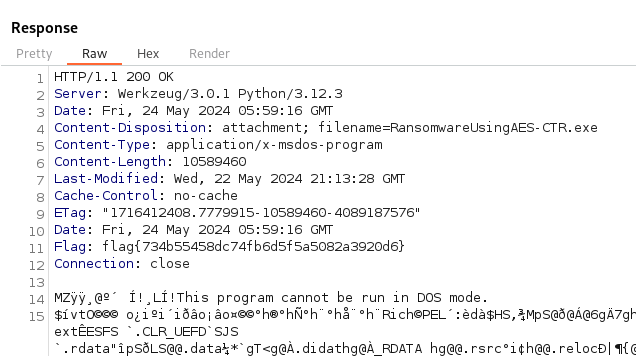 Response
Pretty Raw Hex Render
1 HTTP/1.1 200 OK
2 Server: Werkzeug/3.0.1 Python/3.12.3
3 Date: Fri, 24 May 2024 05:59:16 GMT
4 Content-Disposition: attachment; filename=RansomwareUsingAES-CTR.exe
5 Content-Type: application/x-msdos-program
6 Content-Length: 10589460
7 Last-Modified: Wed, 22 May 2024 21:13:28 GMT
8 Cache-Control: no-cache
9 ETag: "1716412408.7779915-10589460-4089187576"
10 Date: Fri, 24 May 2024 05:59:16 GMT
11 Flag: flag{734b55458dc74fb6d5f5a5082a3920d6}
12 Connection: close
13
14 MZÿÿ¸@º´ Í!¸LÍ!This program cannot be run in DOS mode.
15 $ívtO©©© o¿iºi´iðâo¡âo¤©©°h®°hÑ°h¨°hå¨°h¨Rich©PEL´:èdà$HS,¾MpS@ð@Á@6gÄ7gh
extÊESFS `.CLR_UEFD`SJS
`.rdata"îpSðLS@@.data¼*`gT<g@À.didathg@À_RDATA hg@@.rsrc°i¢h@@.relocÐ|¶{@